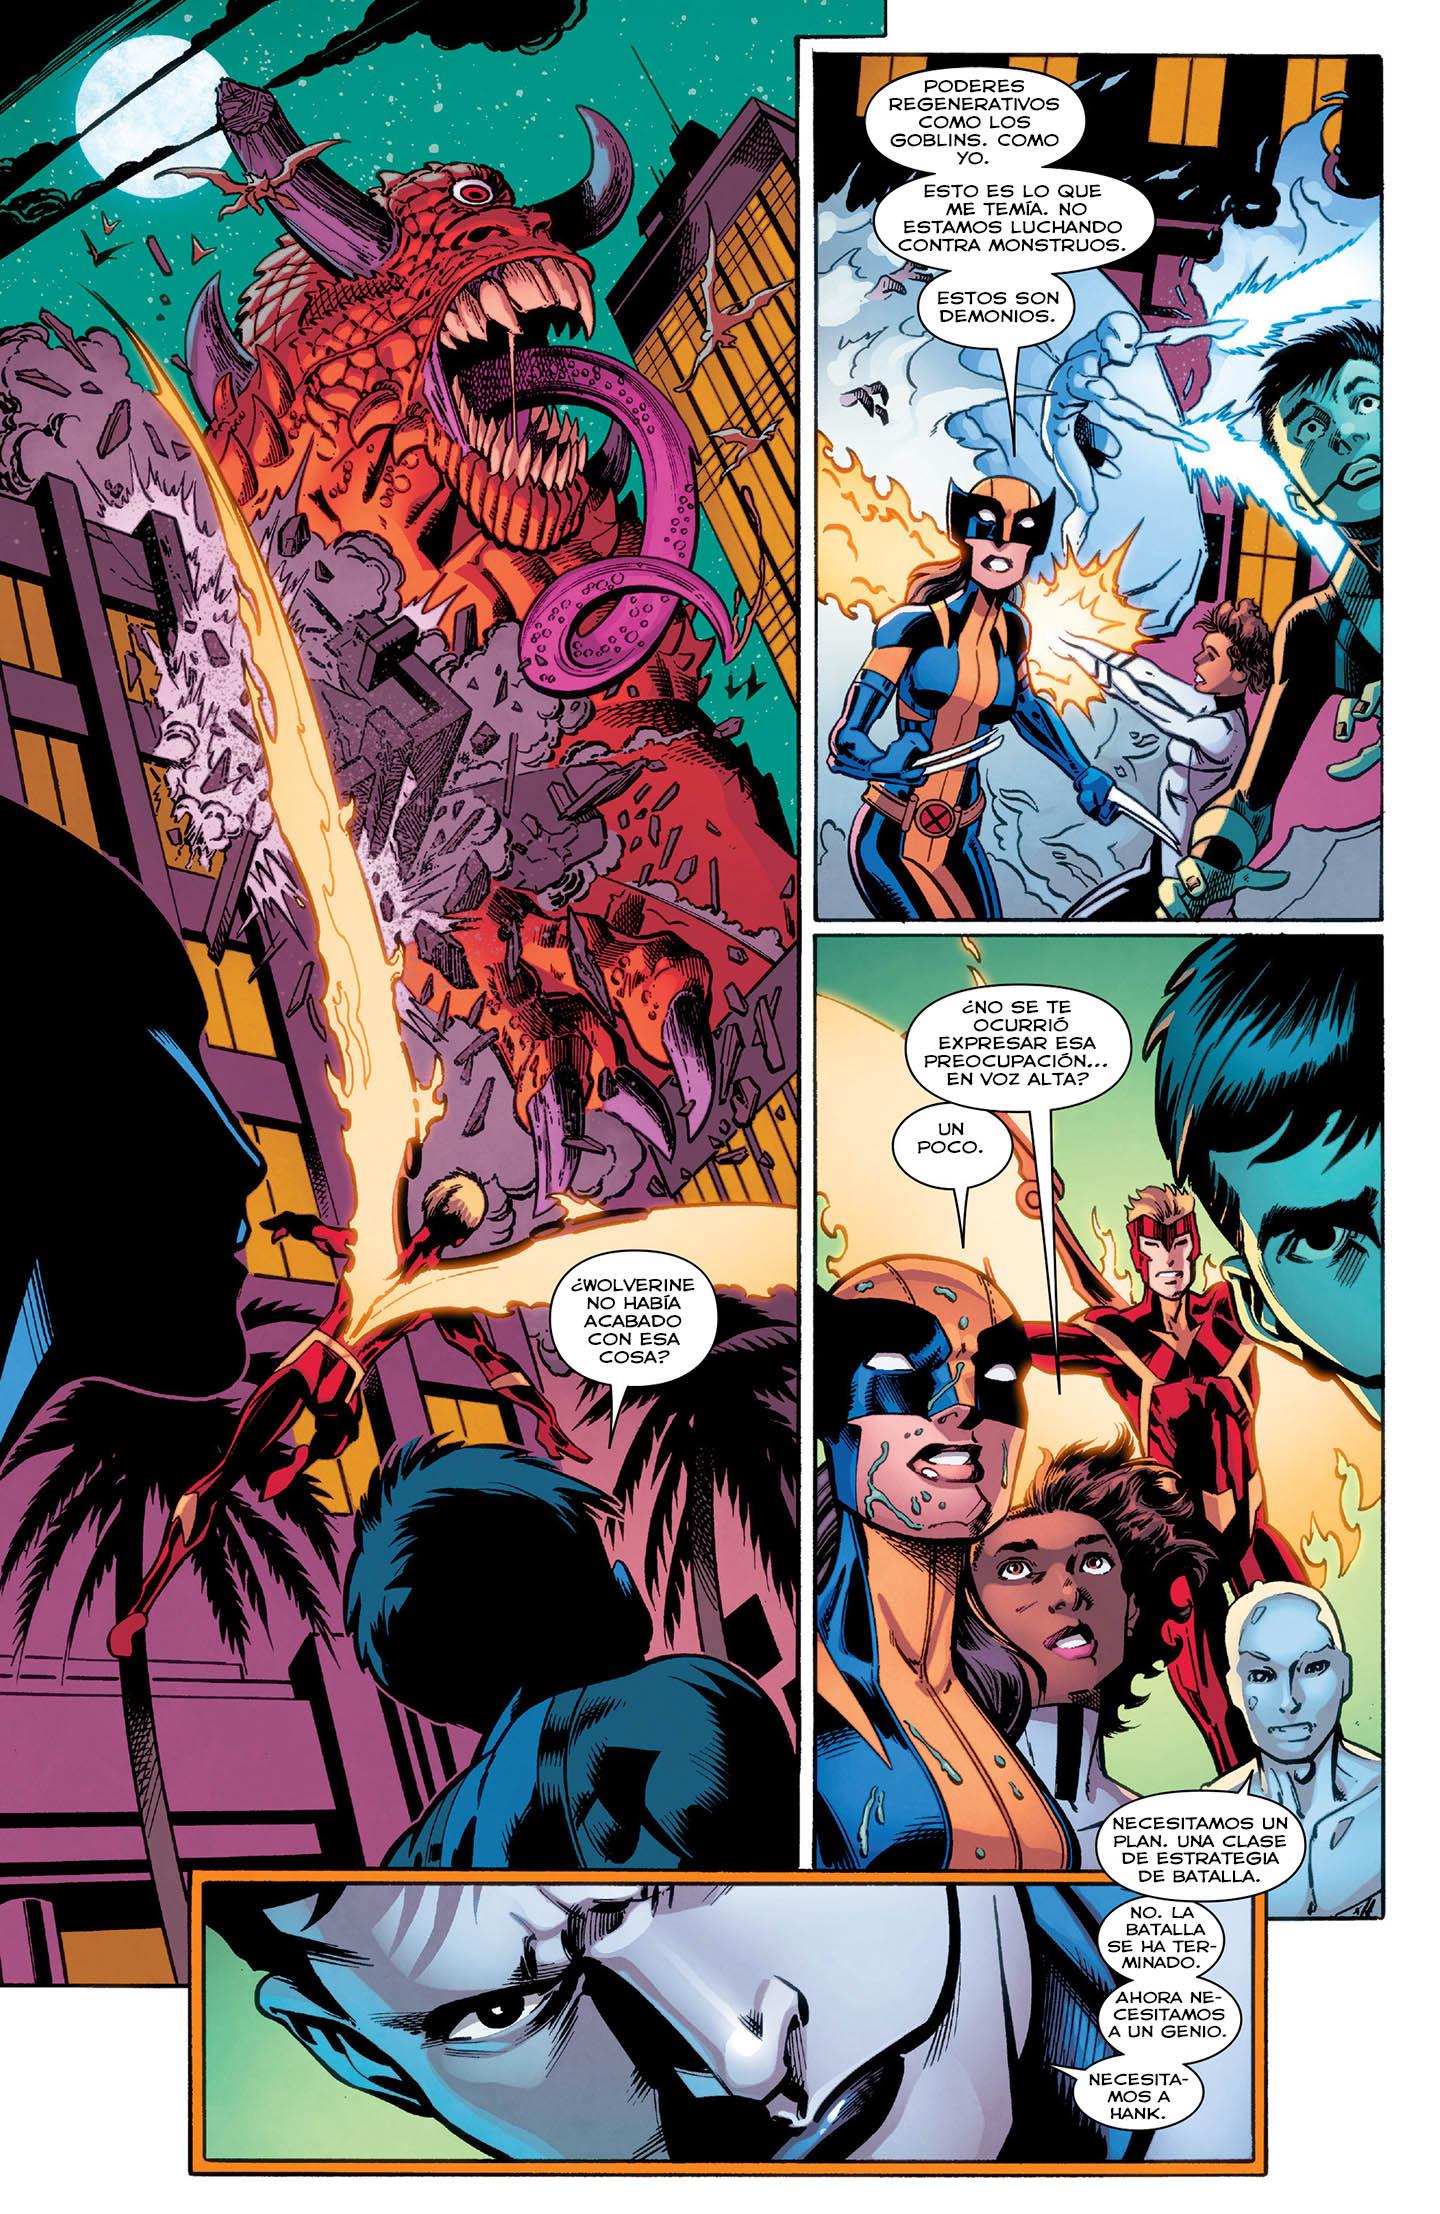 ¿WOLVERINE
NO HABÍA
ACABADO
CON ESA
COSA?
PODERES
REGENERATIVOS
COMO LOS
GOBLINS. COMO
YO.
ESTO ES LO QUE
ME TEMÍA. NO
ESTAMOS LUCHANDO
CONTRA MONSTRUOS.
ESTOS SON
DEMONIOS.
¿NO SE TE
OCURRIÓ
EXPRESAR ESA
PREOCUPACIÓN...
EN VOZ ALTA?
UN
POCO.
NECESITAMOS UN
PLAN. UNA CLASE
DE ESTRATEGIA
DE BATALLA.
NO. LA
BATALLA
SE HA TER-
MINADO.
AHORA NE-
CESITAMOS
A UN GENIO.
NECESITA-
MOS A
HANK.